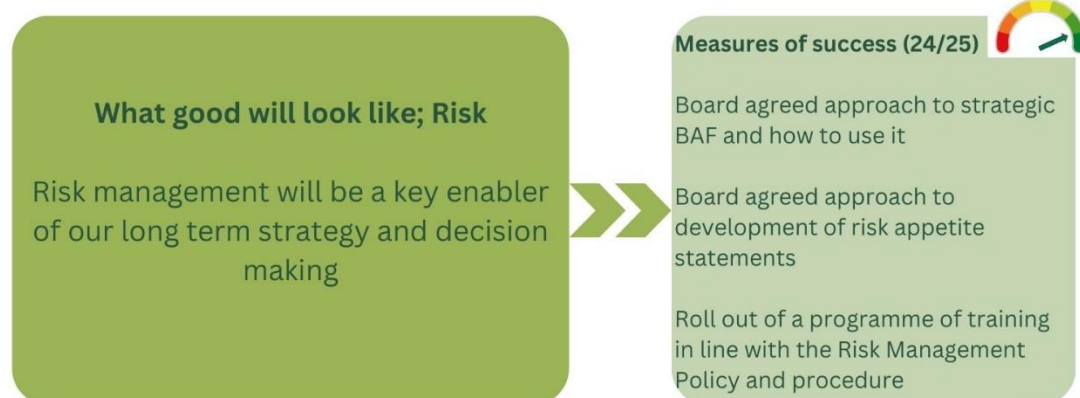 What good will look like; Risk
Risk management will be a key enabler
of our long term strategy and decision
making
Measures of success (24/25)
Board agreed approach to strategic
BAF and how to use it
Board agreed approach to
development of risk appetite
statements
Roll out of a programme of training
in line with the Risk Management
Policy and procedure